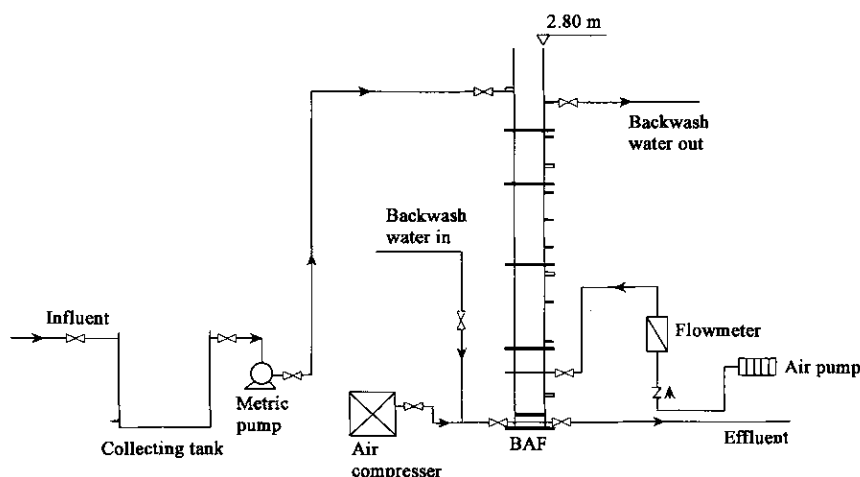 2.80 m
Backwash
water out
Backwash
water in
Influent
Flowmeter
Air pump
Metric
pump
Collecting tank
Air
compresser
BAF
Effluent